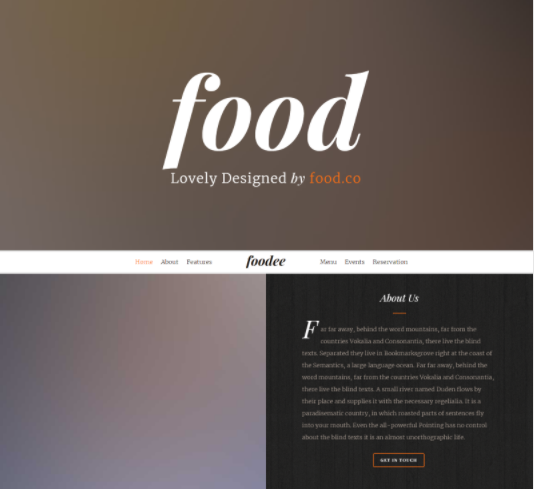 food
Lovely Designed by food.co
Home About Features foodee Menu Events Reservation
About Us
Far far away, behind the word mountains, far from the
countries Vokalia and Consonantia, there live the blind
texts. Separated they live in Bookmarksgrove right at the coast of
the Semantics, a large language ocean. Far far away, behind the
word mountains, far from the countries Vokalia and Consonantia,
there live the blind texts. A small river named Duden flows by
their place and supplies it with the necessary regelialia. It is a
paradisematic country, in which roasted parts of sentences fly
into your mouth. Even the all-powerful Pointing has no control
about the blind texts it is an almost unorthographic life.
GET IN TOUCH